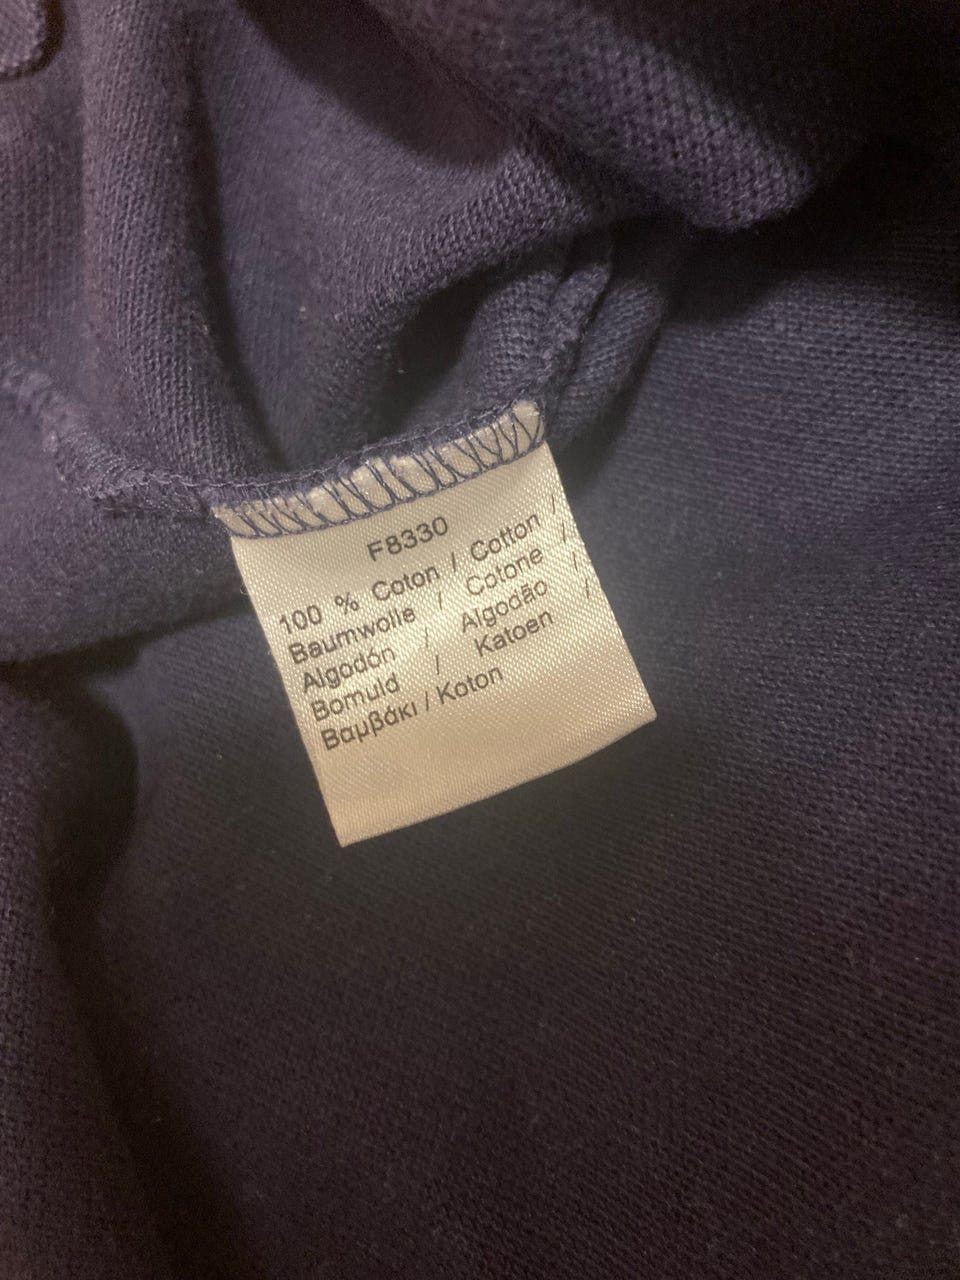 F8330
100 % Coton / Cotton /
Baumwolle / Cotone /
Algodón / Algodão /
Bomuld / Katoen /
Βαμβάκι / Koton